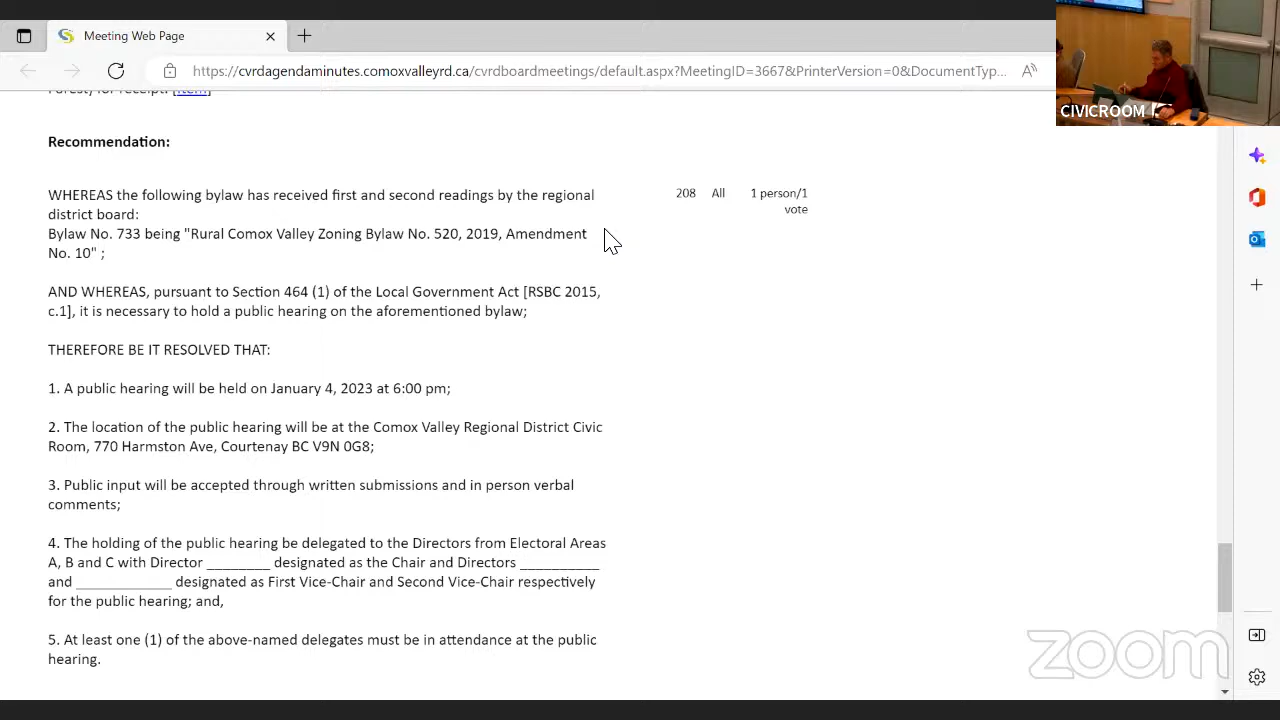 Meeting Web Page
https://cvrdagendaminutes.comoxvalleyrd.ca/cvrdboardmeetings/default.aspx?MeetingID=3667&PrinterVersion=0&DocumentTyp...
CIVICROOM
for receipt. [Item]
Recommendation:
WHEREAS the following bylaw has received first and second readings by the regional
district board:
Bylaw No. 733 being "Rural Comox Valley Zoning Bylaw No. 520, 2019, Amendment
No. 10" ;
208 All 1 person/1
vote
AND WHEREAS, pursuant to Section 464 (1) of the Local Government Act [RSBC 2015,
c.1], it is necessary to hold a public hearing on the aforementioned bylaw;
THEREFORE BE IT RESOLVED THAT:
1. A public hearing will be held on January 4, 2023 at 6:00 pm;
2. The location of the public hearing will be at the Comox Valley Regional District Civic
Room, 770 Harmston Ave, Courtenay BC V9N 0G8;
3. Public input will be accepted through written submissions and in person verbal
comments;
4. The holding of the public hearing be delegated to the Directors from Electoral Areas
A, B and C with Director ________ designated as the Chair and Directors __________
and ____________ designated as First Vice-Chair and Second Vice-Chair respectively
for the public hearing; and,
5. At least one (1) of the above-named delegates must be in attendance at the public
hearing.
zoom